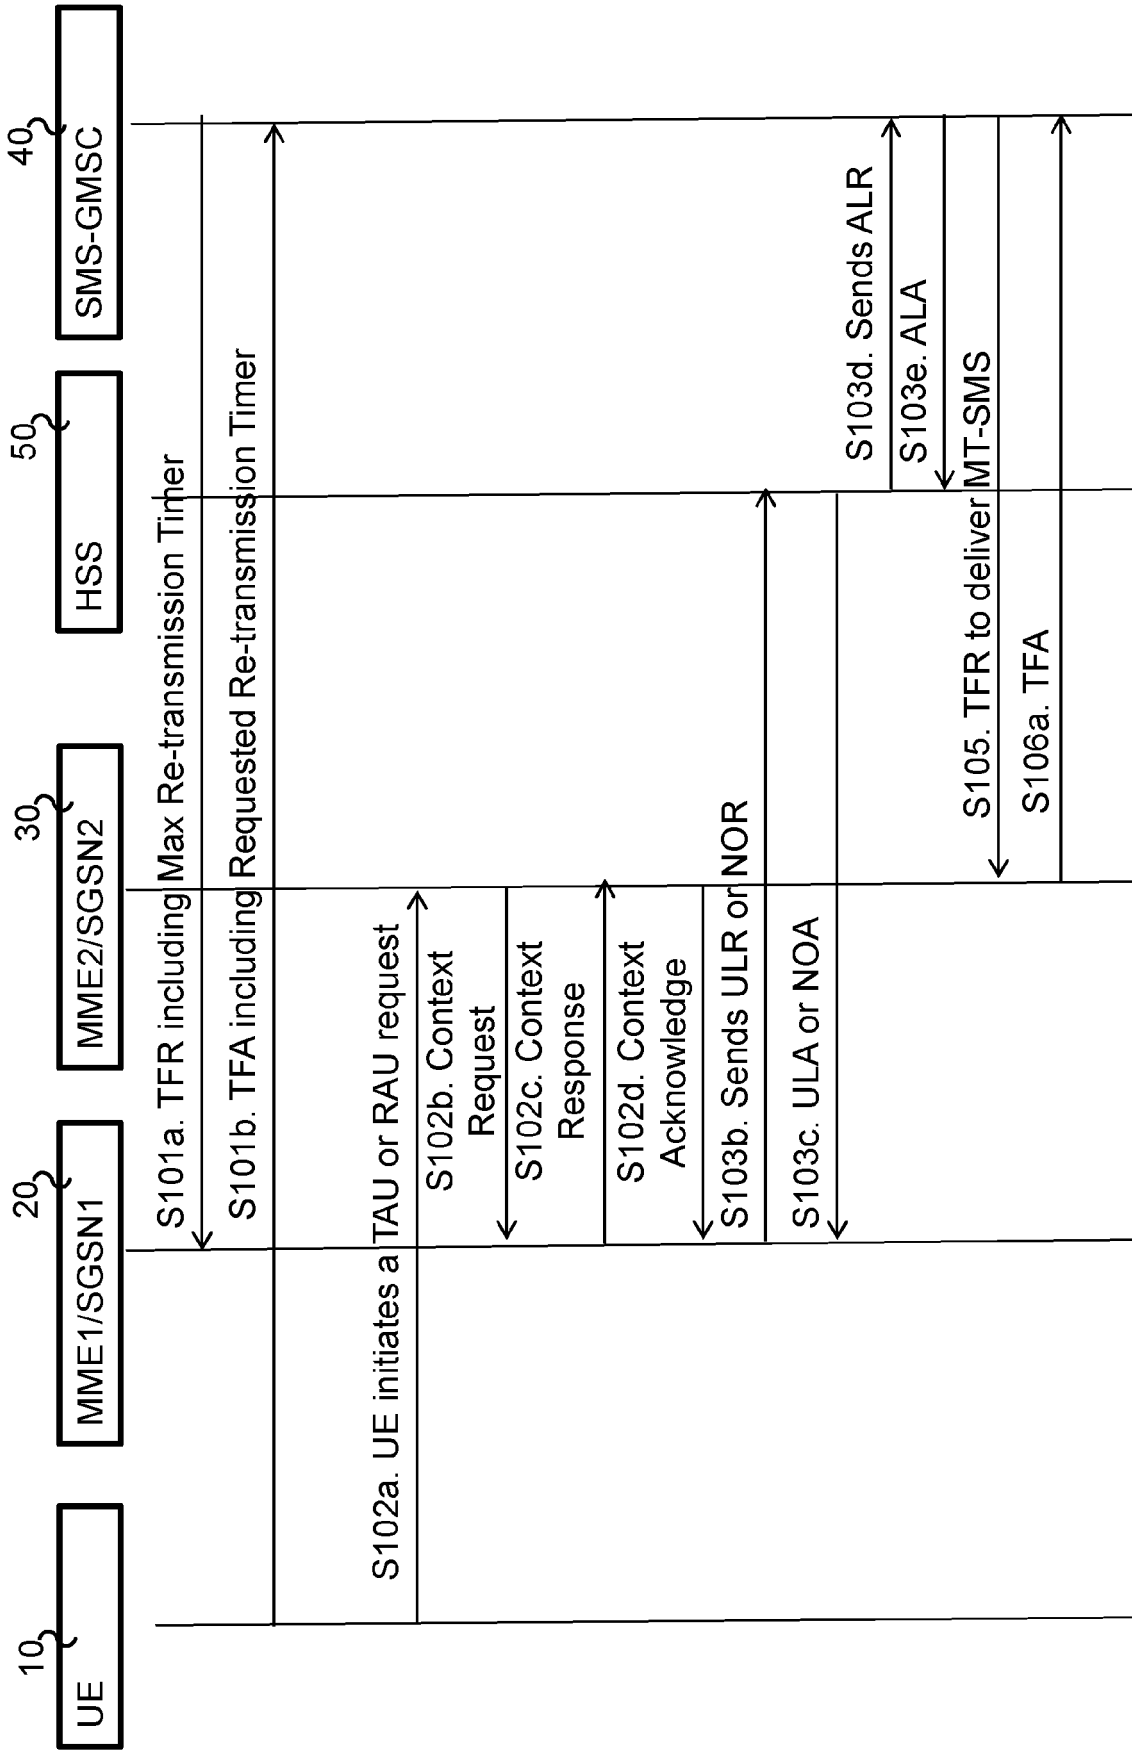 10
20
30
50
40
UE
MME1/SGSN1
MME2/SGSN2
HSS
SMS-GMSC
S101a. TFR including Max Re-transmission Timer
S101b. TFA including Requested Re-transmission Timer
S102a. UE initiates a TAU or RAU request
S102b. Context
Request
S102c. Context
Response
S102d. Context
Acknowledge
S103b. Sends ULR or NOR
S103c. ULA or NOA
S103d. Sends ALR
S103e. ALA
S105. TFR to deliver MT-SMS
S106a. TFA